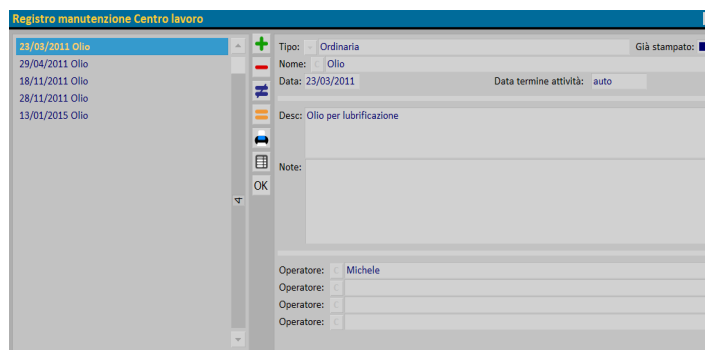 Registro manutenzione Centro lavoro
23/03/2011 Olio
29/04/2011 Olio
18/11/2011 Olio
28/11/2011 Olio
13/01/2015 Olio
4
OK
Tipo: - Ordinaria Già stampato:
Nome: C Olio
Data: 23/03/2011 Data termine attività: auto
Desc: Olio per lubrificazione
Note:
Operatore: C Michele
Operatore: C
Operatore: C
Operatore: C